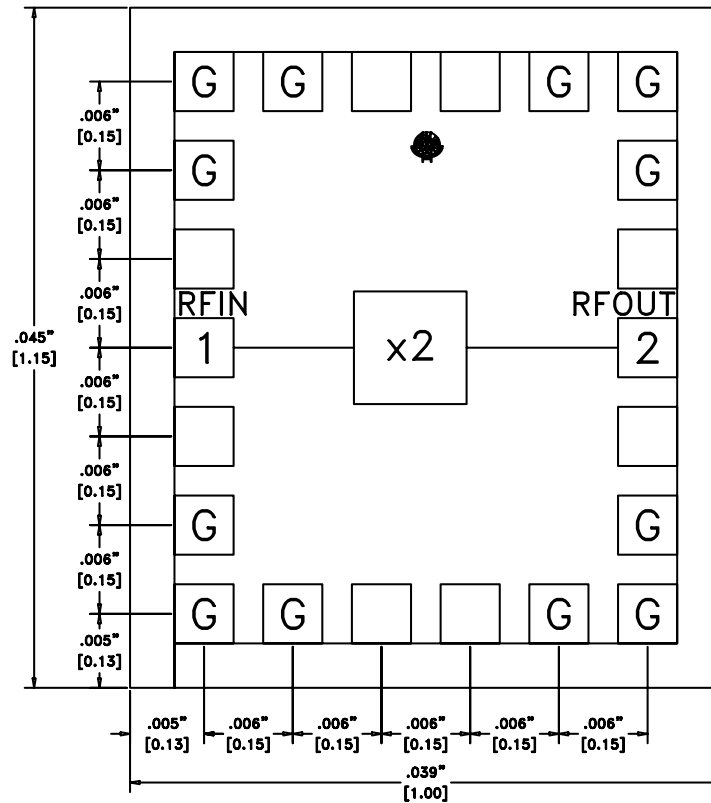 G G G G
.006"
[0.15]
G G
.006"
[0.15]
.006"
[0.15]
RFIN RFOUT
.045"
[1.15]
1 x2 2
.006"
[0.15]
.006"
[0.15]
G G
.006"
[0.15]
G G G G
.005"
[0.13]
.005" .006" .006" .006" .006" .006"
[0.13] [0.15] [0.15] [0.15] [0.15] [0.15]
.039"
[1.00]